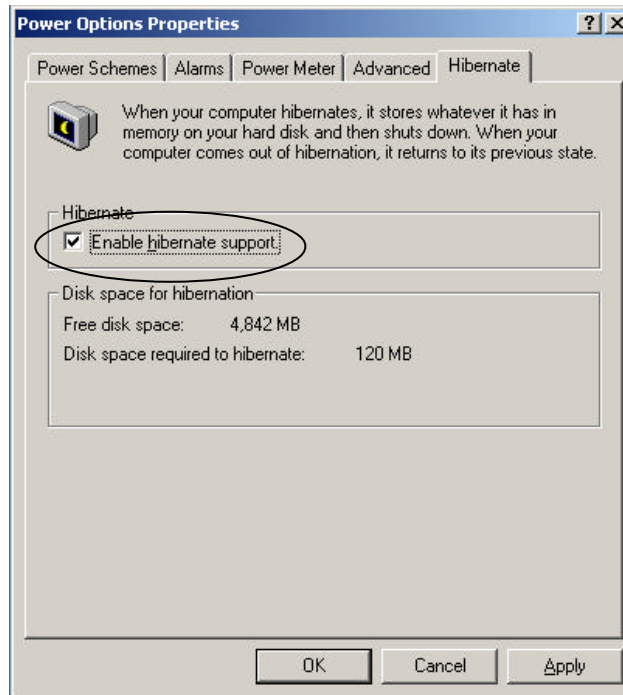 Power Options Properties
Power Schemes Alarms Power Meter Advanced Hibernate
When your computer hibernates, it stores whatever it has in
memory on your hard disk and then shuts down. When your
computer comes out of hibernation, it returns to its previous state.
Hibernate
Enable hibernate support.
Disk space for hibernation
Free disk space: 4,842 MB
Disk space required to hibernate: 120 MB
OK Cancel Apply